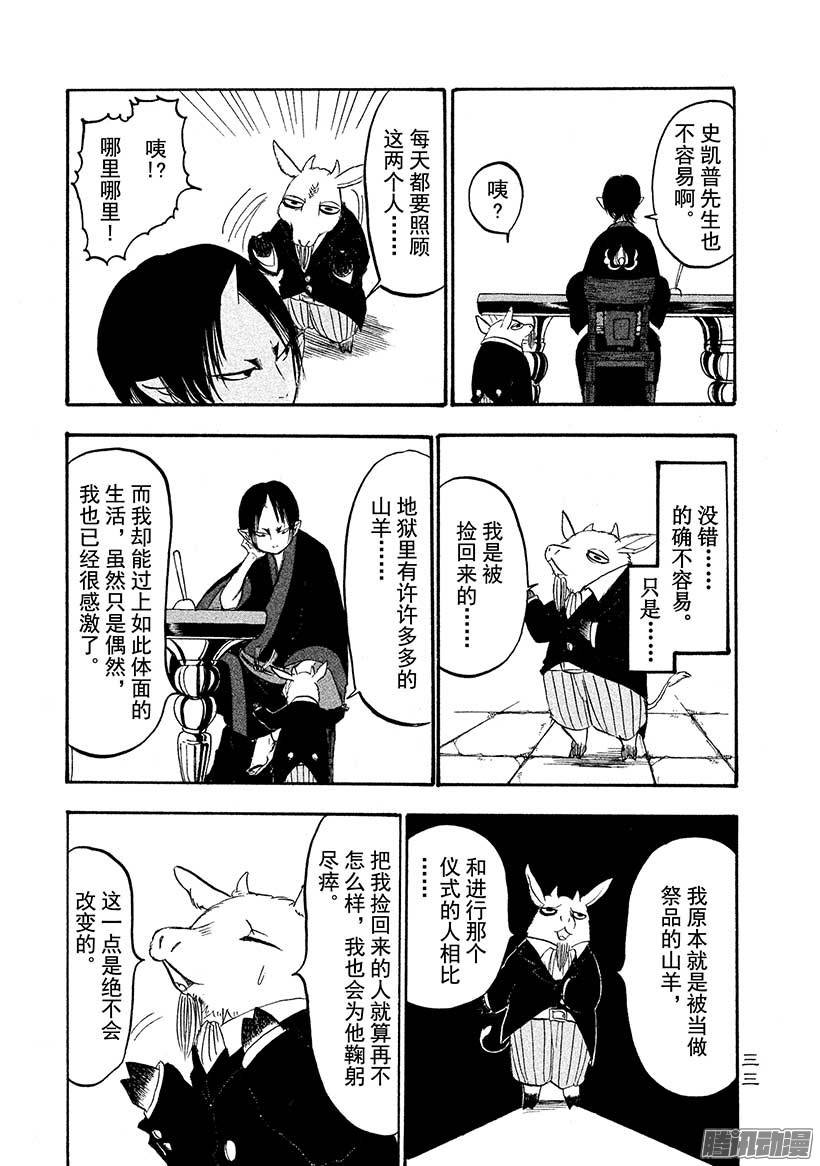 史凯普先生也
不容易啊。
咦?
每天都要照顾
这两个人……
咦!?
哪里哪里!
没错……
的确不容易。
只是……
我是被
捡回来的……
地狱里有许许多多的
山羊……
而我却能过上如此体面的
生活，虽然只是偶然，
我也已经很感激了。
我原本就是被当做
祭品的山羊，
和进行那个
仪式的人相比
……
把我捡回来的人就算再不
怎么样，我也会为他鞠躬
尽瘁。
这一点是绝不会
改变的。
三三
腾讯动漫